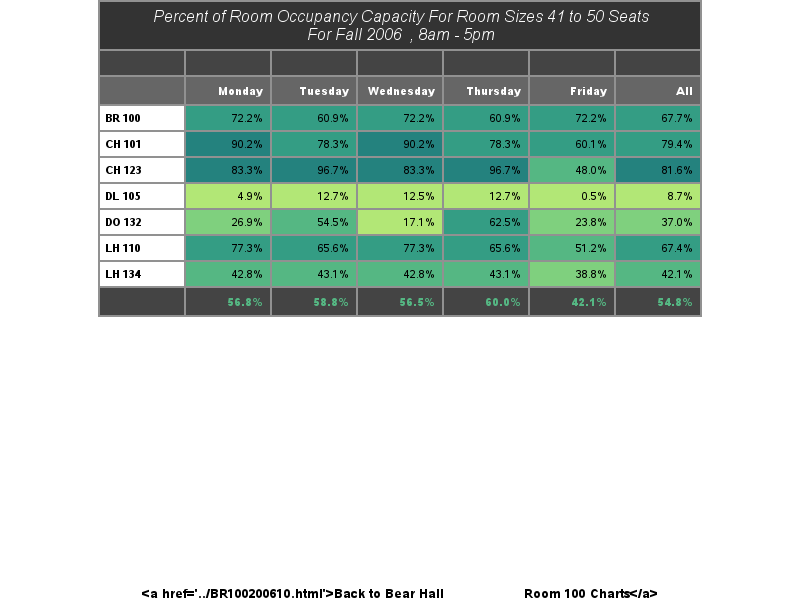 Percent of Room Occupancy Capacity For Room Sizes 41 to 50 Seats
For Fall 2006 , 8am - 5pm
Monday Tuesday Wednesday Thursday Friday All
BR 100 72.2% 60.9% 72.2% 60.9% 72.2% 67.7%
CH 101 90.2% 78.3% 90.2% 78.3% 60.1% 79.4%
CH 123 83.3% 96.7% 83.3% 96.7% 48.0% 81.6%
DL 105 4.9% 12.7% 12.5% 12.7% 0.5% 8.7%
DO 132 26.9% 54.5% 17.1% 62.5% 23.8% 37.0%
LH 110 77.3% 65.6% 77.3% 65.6% 51.2% 67.4%
LH 134 42.8% 43.1% 42.8% 43.1% 38.8% 42.1%
56.8% 58.8% 56.5% 60.0% 42.1% 54.8%
<a href='../BR100200610.html'>Back to Bear Hall Room 100 Charts</a>